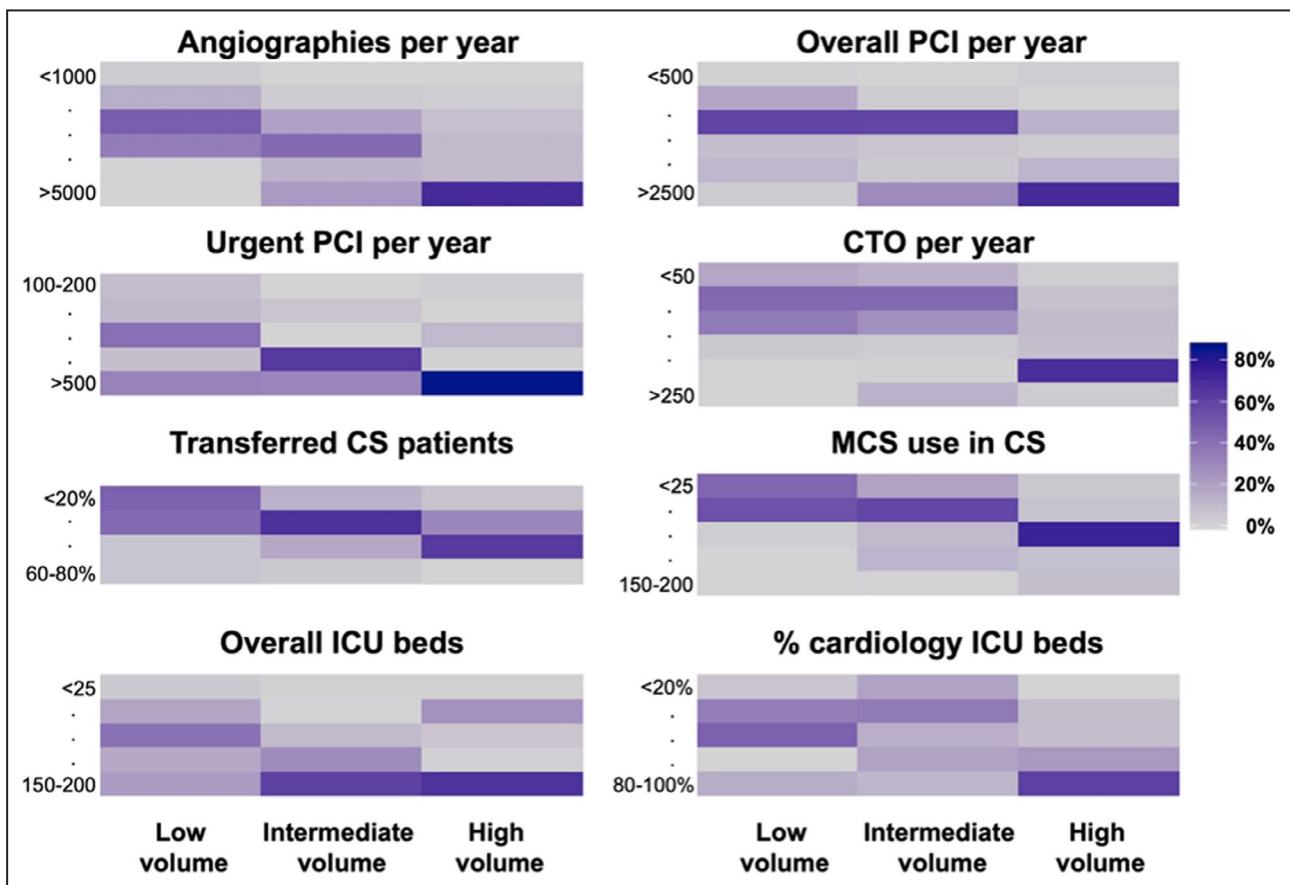 Angiographies per year
<1000
.
.
.
>5000
Overall PCI per year
<500
.
.
.
>2500
Urgent PCI per year
100-200
.
.
>500
CTO per year
<50
.
.
.
>250
80%
60%
40%
20%
0%
Transferred CS patients
<20%
.
.
60-80%
MCS use in CS
<25
.
.
.
150-200
Overall ICU beds
<25
.
.
.
150-200
% cardiology ICU beds
<20%
.
.
.
80-100%
Low
volume
Intermediate
volume
High
volume
Low
volume
Intermediate
volume
High
volume